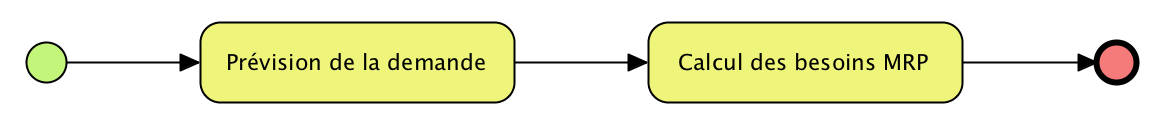 Prévision de la demande
Calcul des besoins MRP